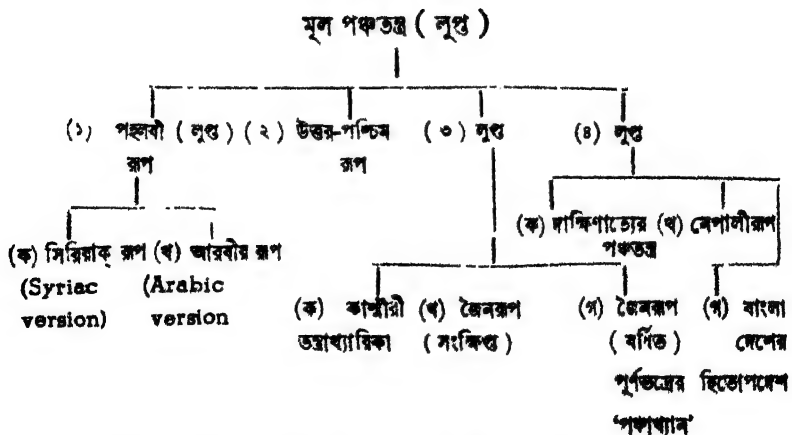 মূল পঞ্চতন্ত্র ( লুপ্ত )
(১) পহ্লবী ( লুপ্ত ) ( ২ ) উত্তর-পশ্চিম ( ৩ ) লুপ্ত (৪) লুপ্ত
রূপ রূপ
(ক) দাক্ষিণাত্যের (খ) নেপালীরূপ
পঞ্চতন্ত্র
(ক) সিরিয়াক্ রূপ (খ) আরবীয় রূপ
(Syriac (Arabic
version) version
(ক) কাশ্মীরী (খ) জৈনরূপ (গ) জৈনরূপ (গ) বাংলা
তন্ত্রাখ্যায়িকা ( সংক্ষিপ্ত ) ( বর্ধিত ) দেশের
পূর্ণভদ্রের হিতোপদেশ
‘পঞ্চাখ্যান’